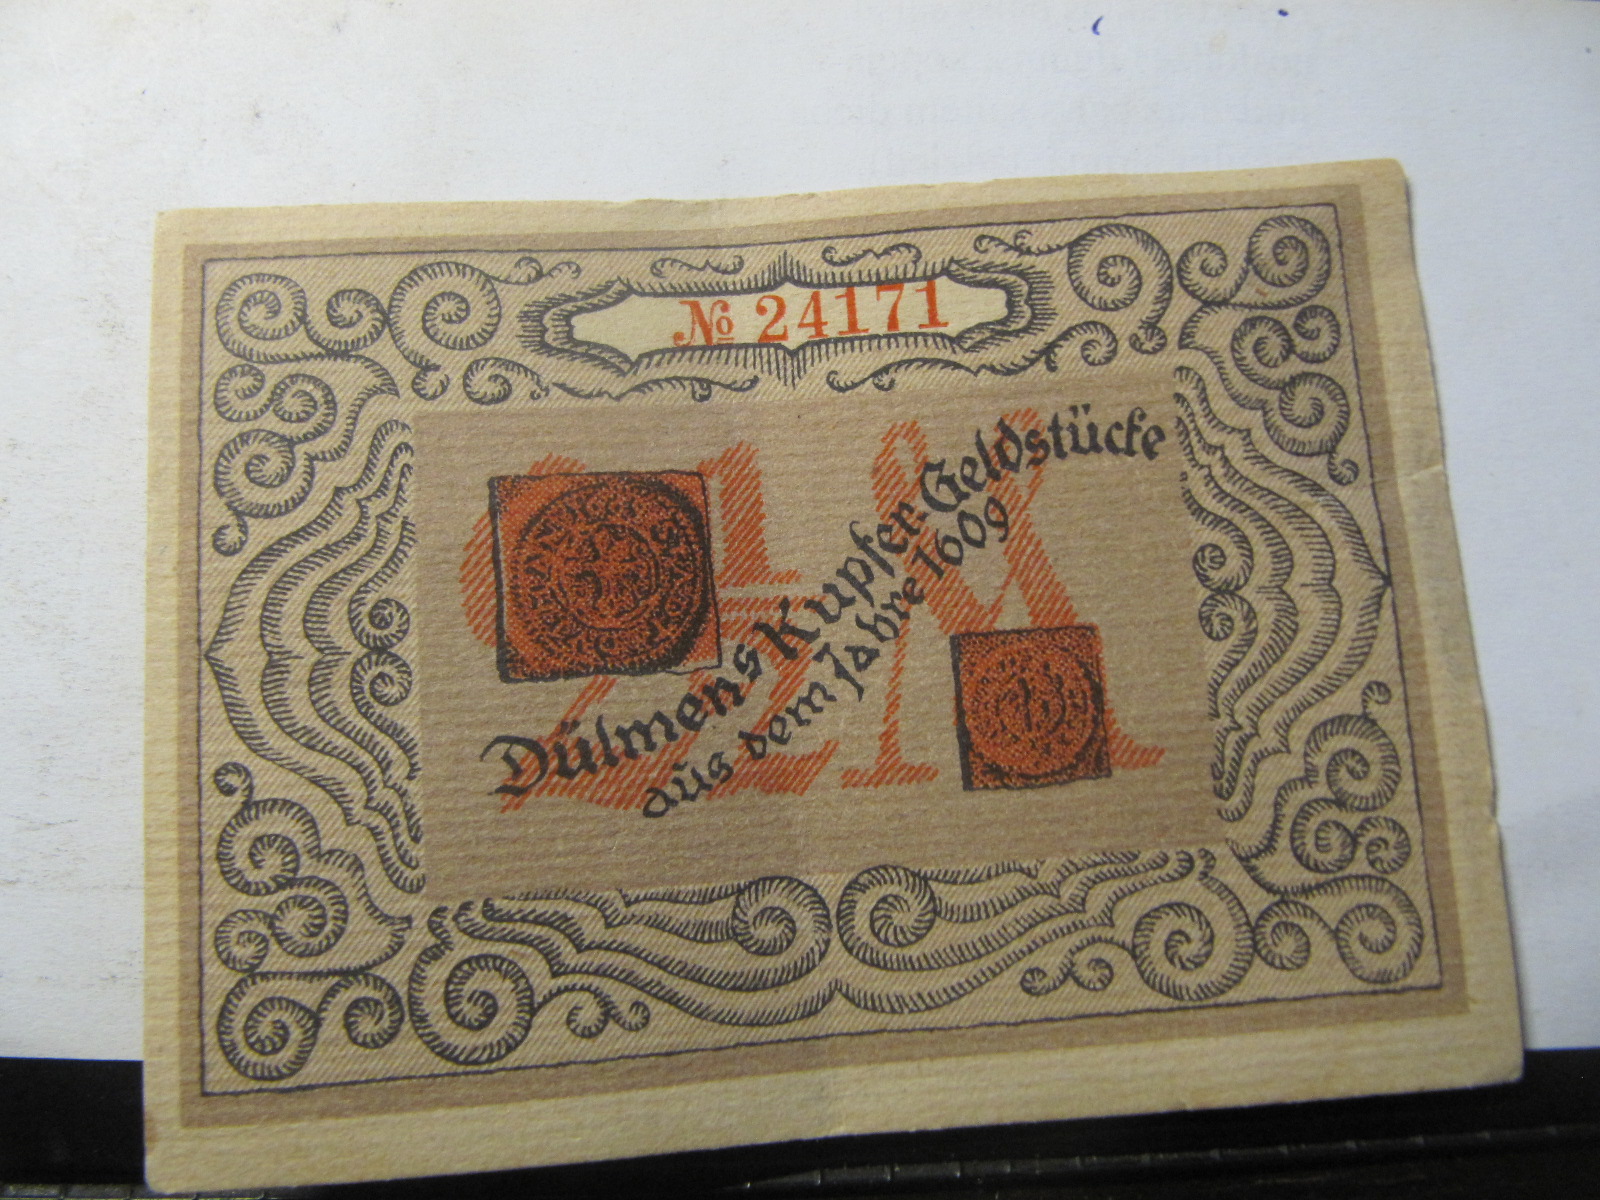 № 24171
Dülmens Kupfer-Geldstücke
aus dem Jahre 1609